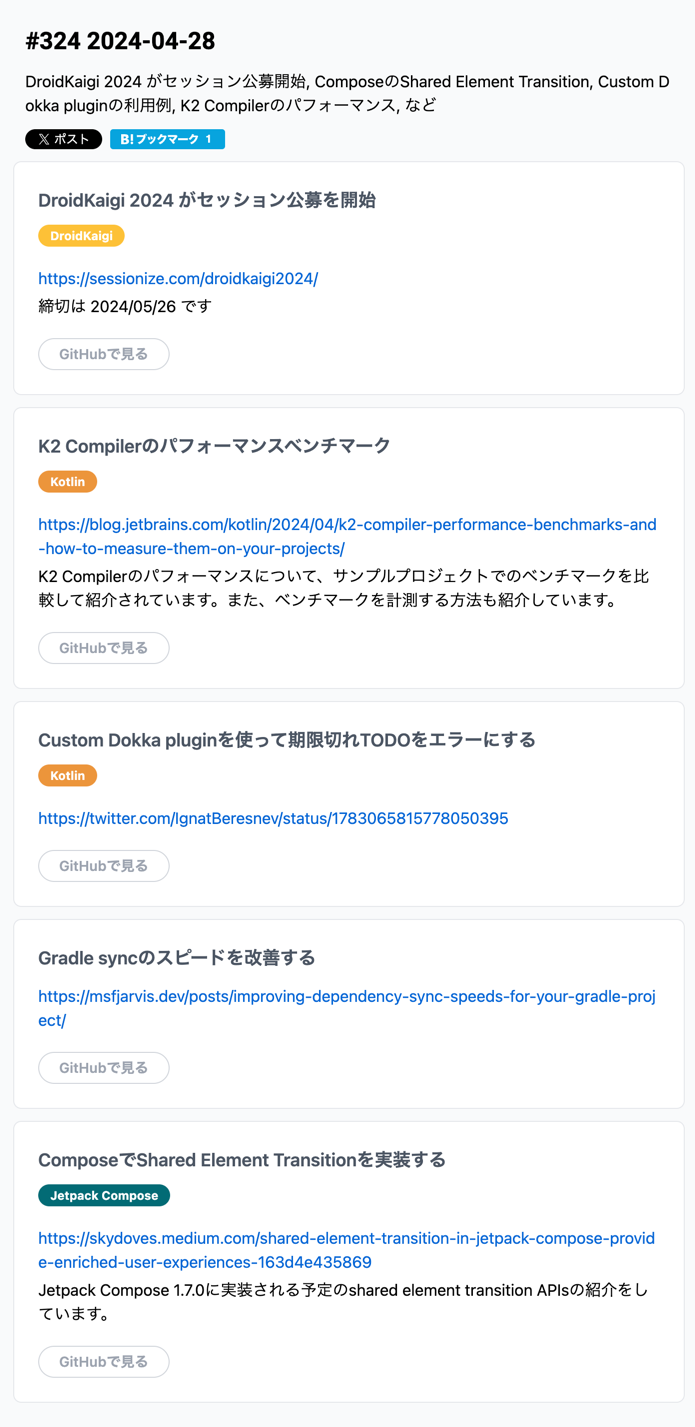 #324 2024-04-28
DroidKaigi 2024 がセッション公募開始, ComposeのShared Element Transition, Custom D
okka pluginの利用例, K2 Compilerのパフォーマンス, など
𝕏 ポスト B! ブックマーク 1
DroidKaigi 2024 がセッション公募を開始
DroidKaigi
https://sessionize.com/droidkaigi2024/
締切は 2024/05/26 です
GitHubで見る
K2 Compilerのパフォーマンスベンチマーク
Kotlin
https://blog.jetbrains.com/kotlin/2024/04/k2-compiler-performance-benchmarks-and
-how-to-measure-them-on-your-projects/
K2 Compilerのパフォーマンスについて、サンプルプロジェクトでのベンチマークを比
較して紹介されています。また、ベンチマークを計測する方法も紹介しています。
GitHubで見る
Custom Dokka pluginを使って期限切れTODOをエラーにする
Kotlin
https://twitter.com/IgnatBeresnev/status/1783065815778050395
GitHubで見る
Gradle syncのスピードを改善する
https://msfjarvis.dev/posts/improving-dependency-sync-speeds-for-your-gradle-proj
ect/
GitHubで見る
ComposeでShared Element Transitionを実装する
Jetpack Compose
https://skydoves.medium.com/shared-element-transition-in-jetpack-compose-provid
e-enriched-user-experiences-163d4e435869
Jetpack Compose 1.7.0に実装される予定のshared element transition APIsの紹介をし
ています。
GitHubで見る